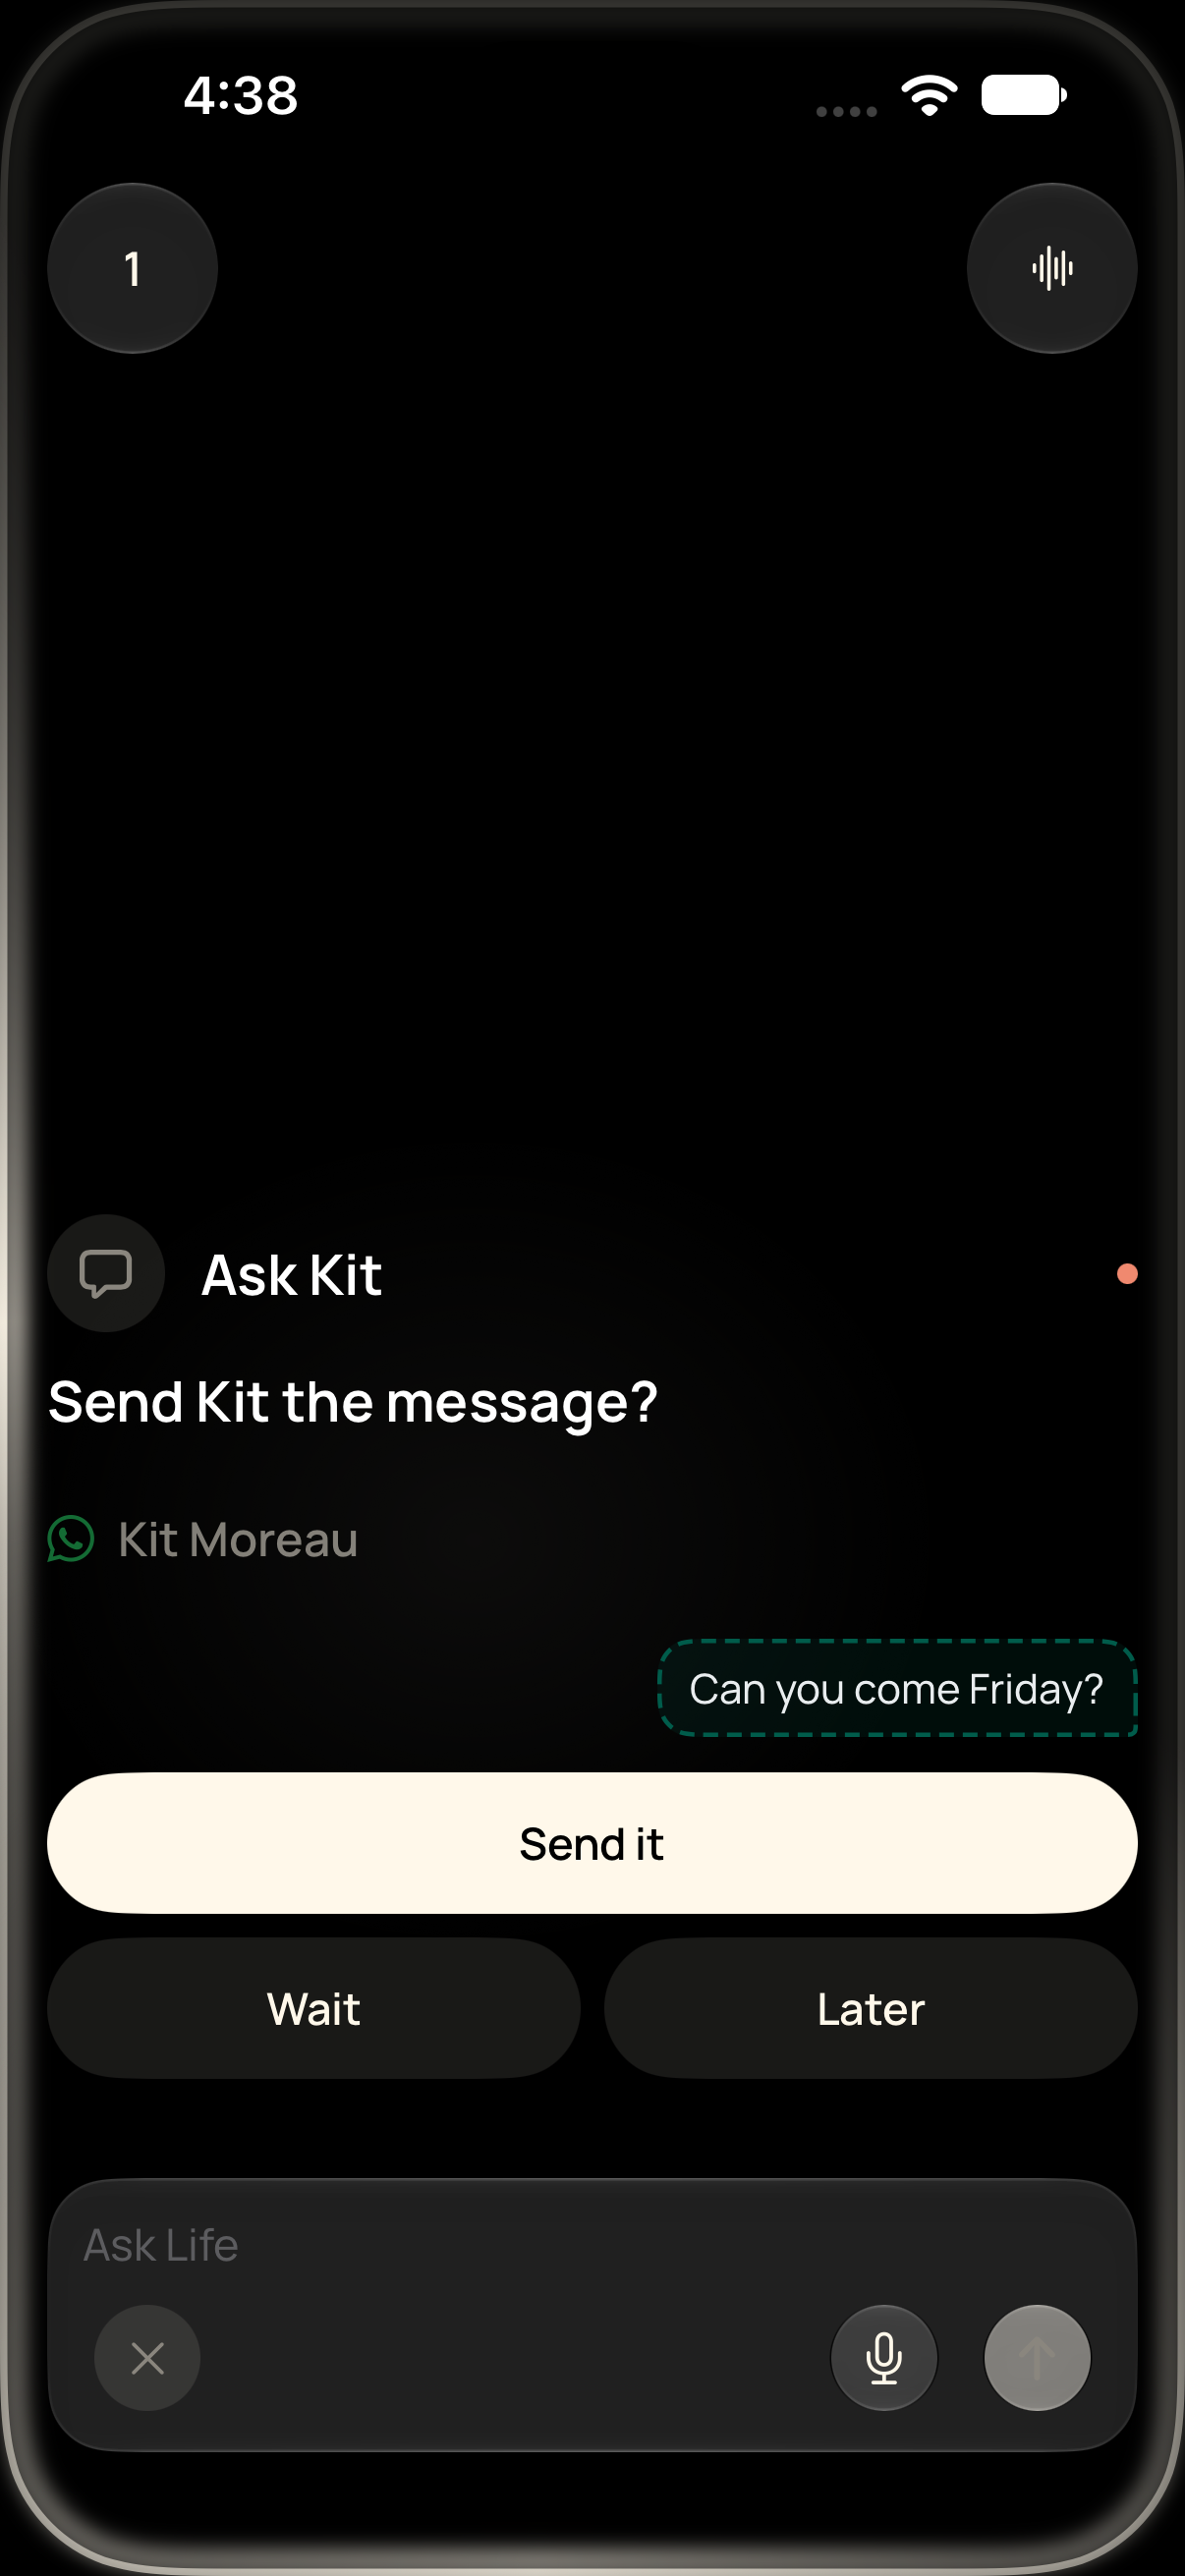 4:38
1
Ask Kit
Send Kit the message?
Kit Moreau
Can you come Friday?
Send it
Wait
Later
Ask Life